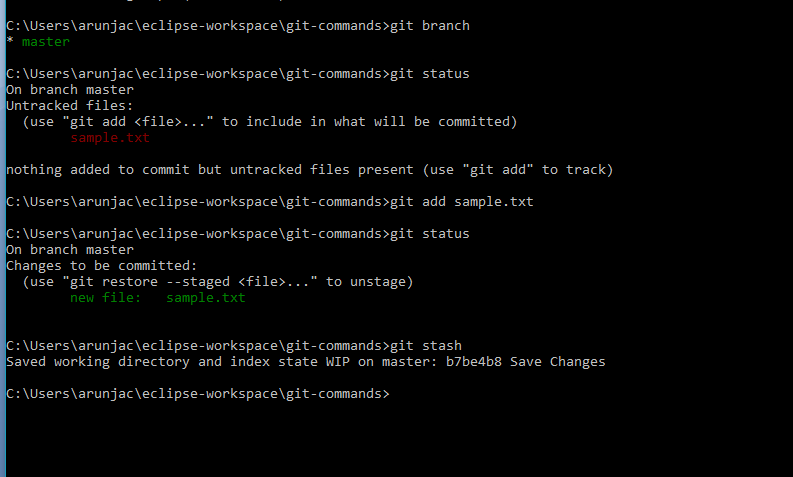 C:\Users\arunjac\eclipse-workspace\git-commands>git branch
* master
C:\Users\arunjac\eclipse-workspace\git-commands>git status
On branch master
Untracked files:
  (use "git add <file>..." to include in what will be committed)
        sample.txt
nothing added to commit but untracked files present (use "git add" to track)
C:\Users\arunjac\eclipse-workspace\git-commands>git add sample.txt
C:\Users\arunjac\eclipse-workspace\git-commands>git status
On branch master
Changes to be committed:
  (use "git restore --staged <file>..." to unstage)
        new file:   sample.txt
C:\Users\arunjac\eclipse-workspace\git-commands>git stash
Saved working directory and index state WIP on master: b7be4b8 Save Changes
C:\Users\arunjac\eclipse-workspace\git-commands>